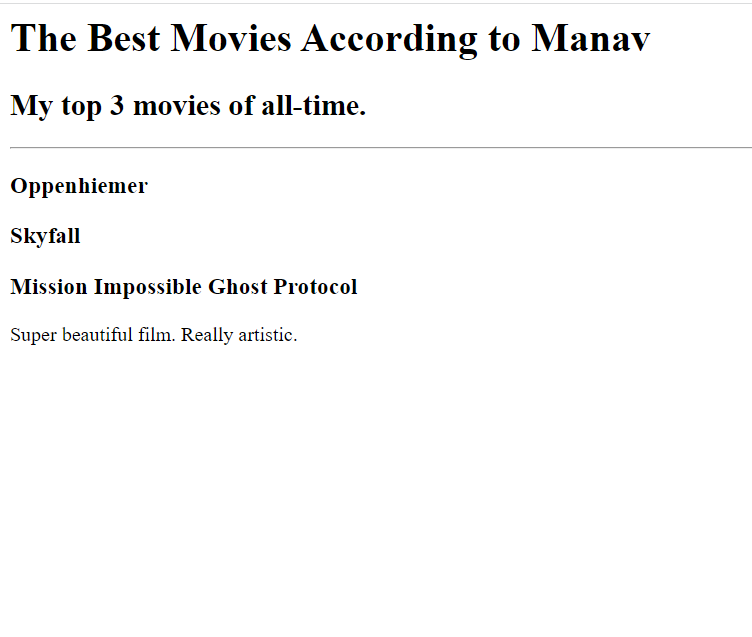 The Best Movies According to Manav
My top 3 movies of all-time.
Oppenhiemer
Skyfall
Mission Impossible Ghost Protocol
Super beautiful film. Really artistic.